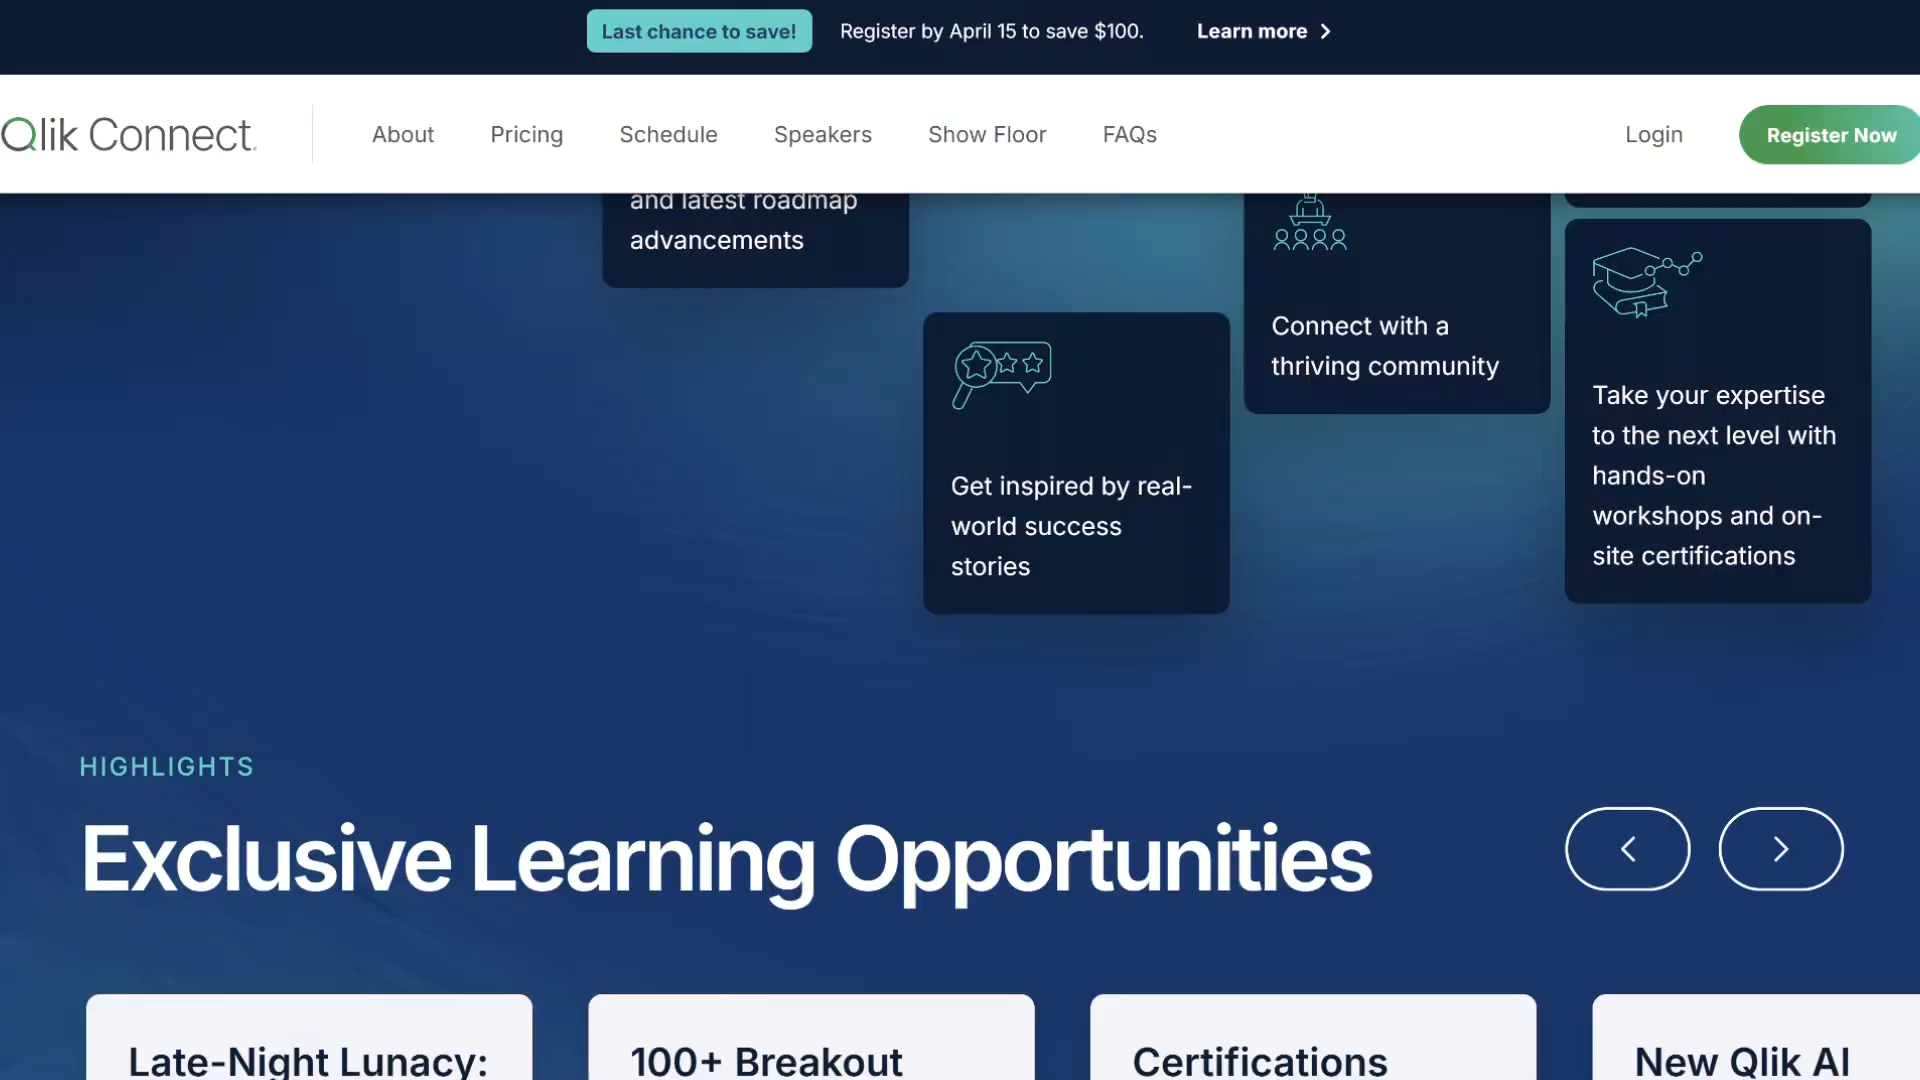 Last chance to save! Register by April 15 to save $100. Learn more
Qlik Connect.
About Pricing Schedule Speakers Show Floor FAQs Login Register Now
and latest roadmap
advancements
Connect with a
thriving community
Take your expertise
to the next level with
hands-on
workshops and on-
site certifications
Get inspired by real-
world success
stories
HIGHLIGHTS
Exclusive Learning Opportunities
Late-Night Lunacy:
100+ Breakout
Certifications
New Qlik AI